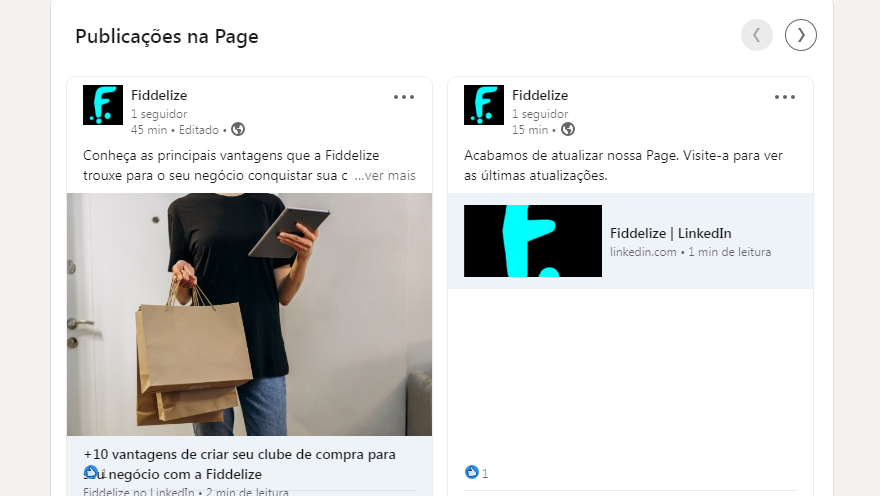 Publicações na Page
Fiddelize
1 seguidor
45 min • Editado •
Conheça as principais vantagens que a Fiddelize
trouxe para o seu negócio conquistar sua c ...ver mais
+10 vantagens de criar seu clube de compra para
seu negócio com a Fiddelize
1
Fiddelize no LinkedIn • 2 min de leitura
Fiddelize
1 seguidor
15 min •
Acabamos de atualizar nossa Page. Visite-a para ver
as últimas atualizações.
Fiddelize | LinkedIn
linkedin.com • 1 min de leitura
1